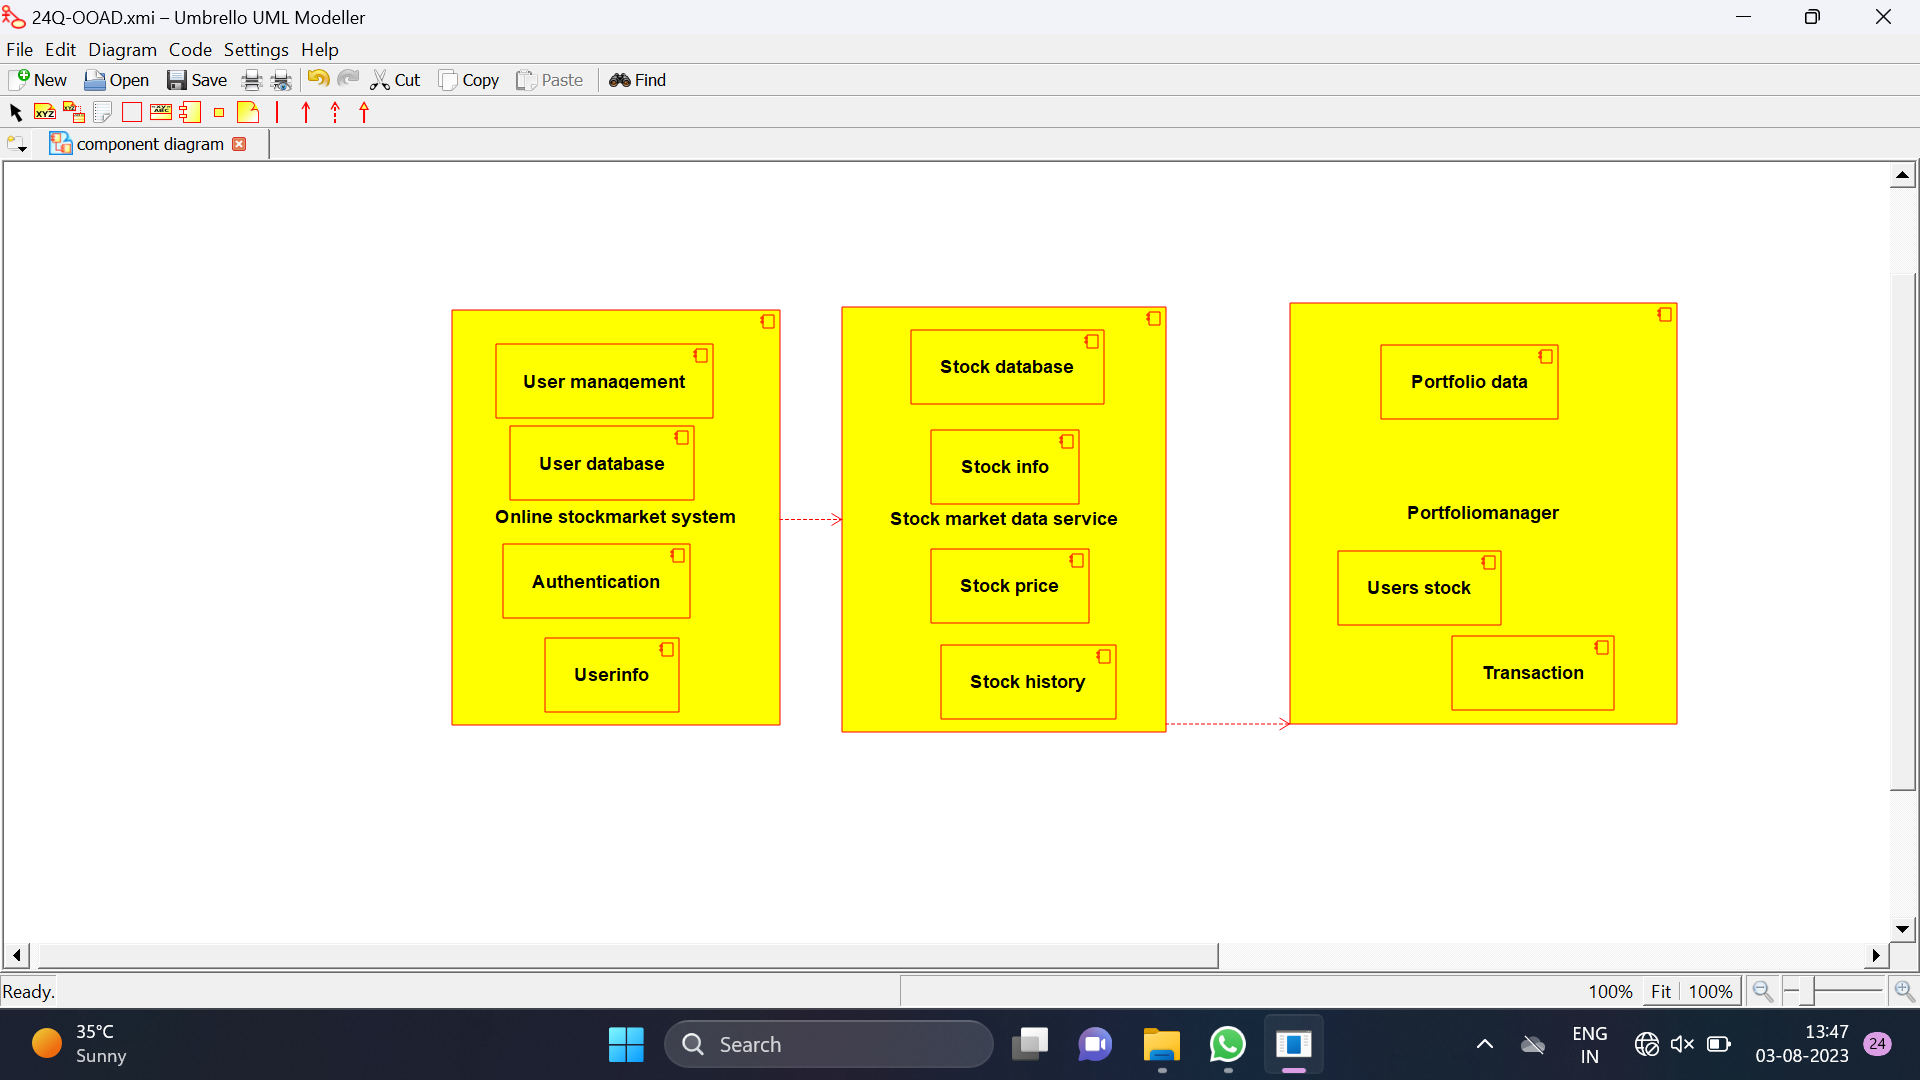 24Q-OOAD.xmi – Umbrello UML Modeller
File Edit Diagram Code Settings Help
New Open Save Cut Copy Paste Find
XYZ
component diagram
User management
User database
Online stockmarket system
Authentication
Userinfo
Stock database
Stock info
Stock market data service
Stock price
Stock history
Portfolio data
Portfoliomanager
Users stock
Transaction
Ready.
100% Fit 100%
35°C
Sunny
Search
ENG
IN
13:47
03-08-2023
24